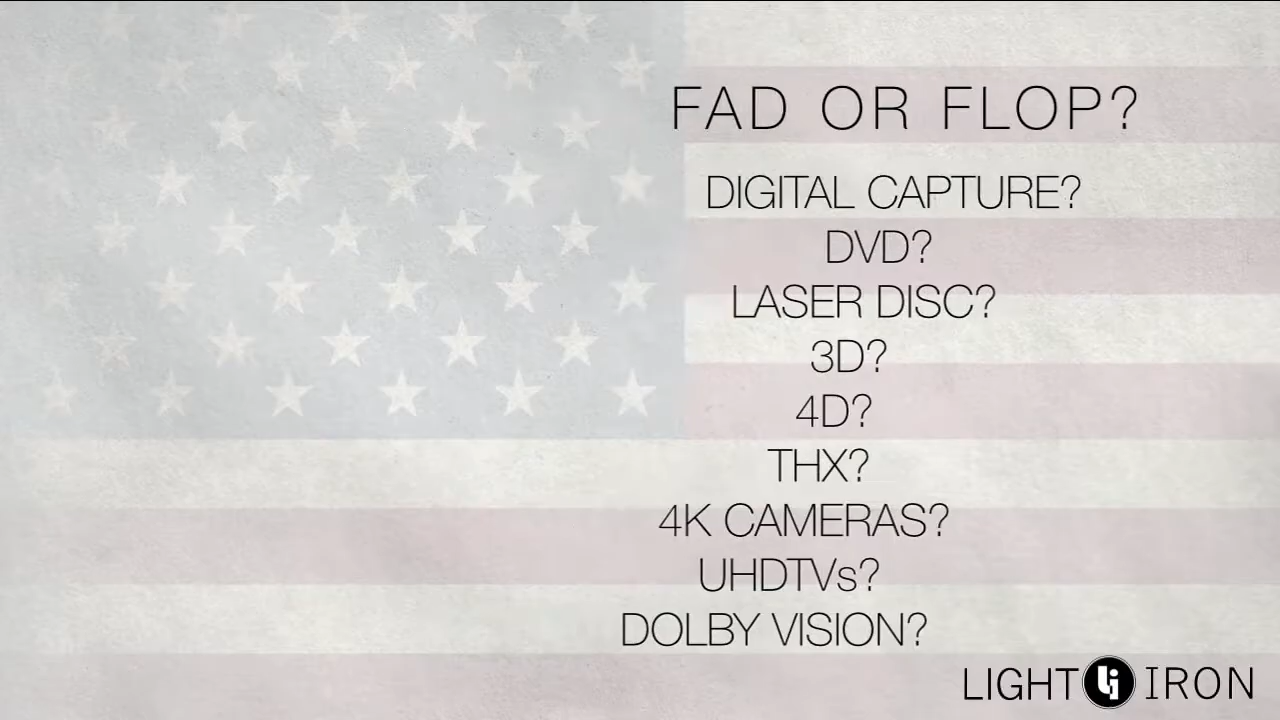 FAD OR FLOP?
DIGITAL CAPTURE?
DVD?
LASER DISC?
3D?
4D?
THX?
4K CAMERAS?
UHDTVs?
DOLBY VISION?
LIGHT IRON